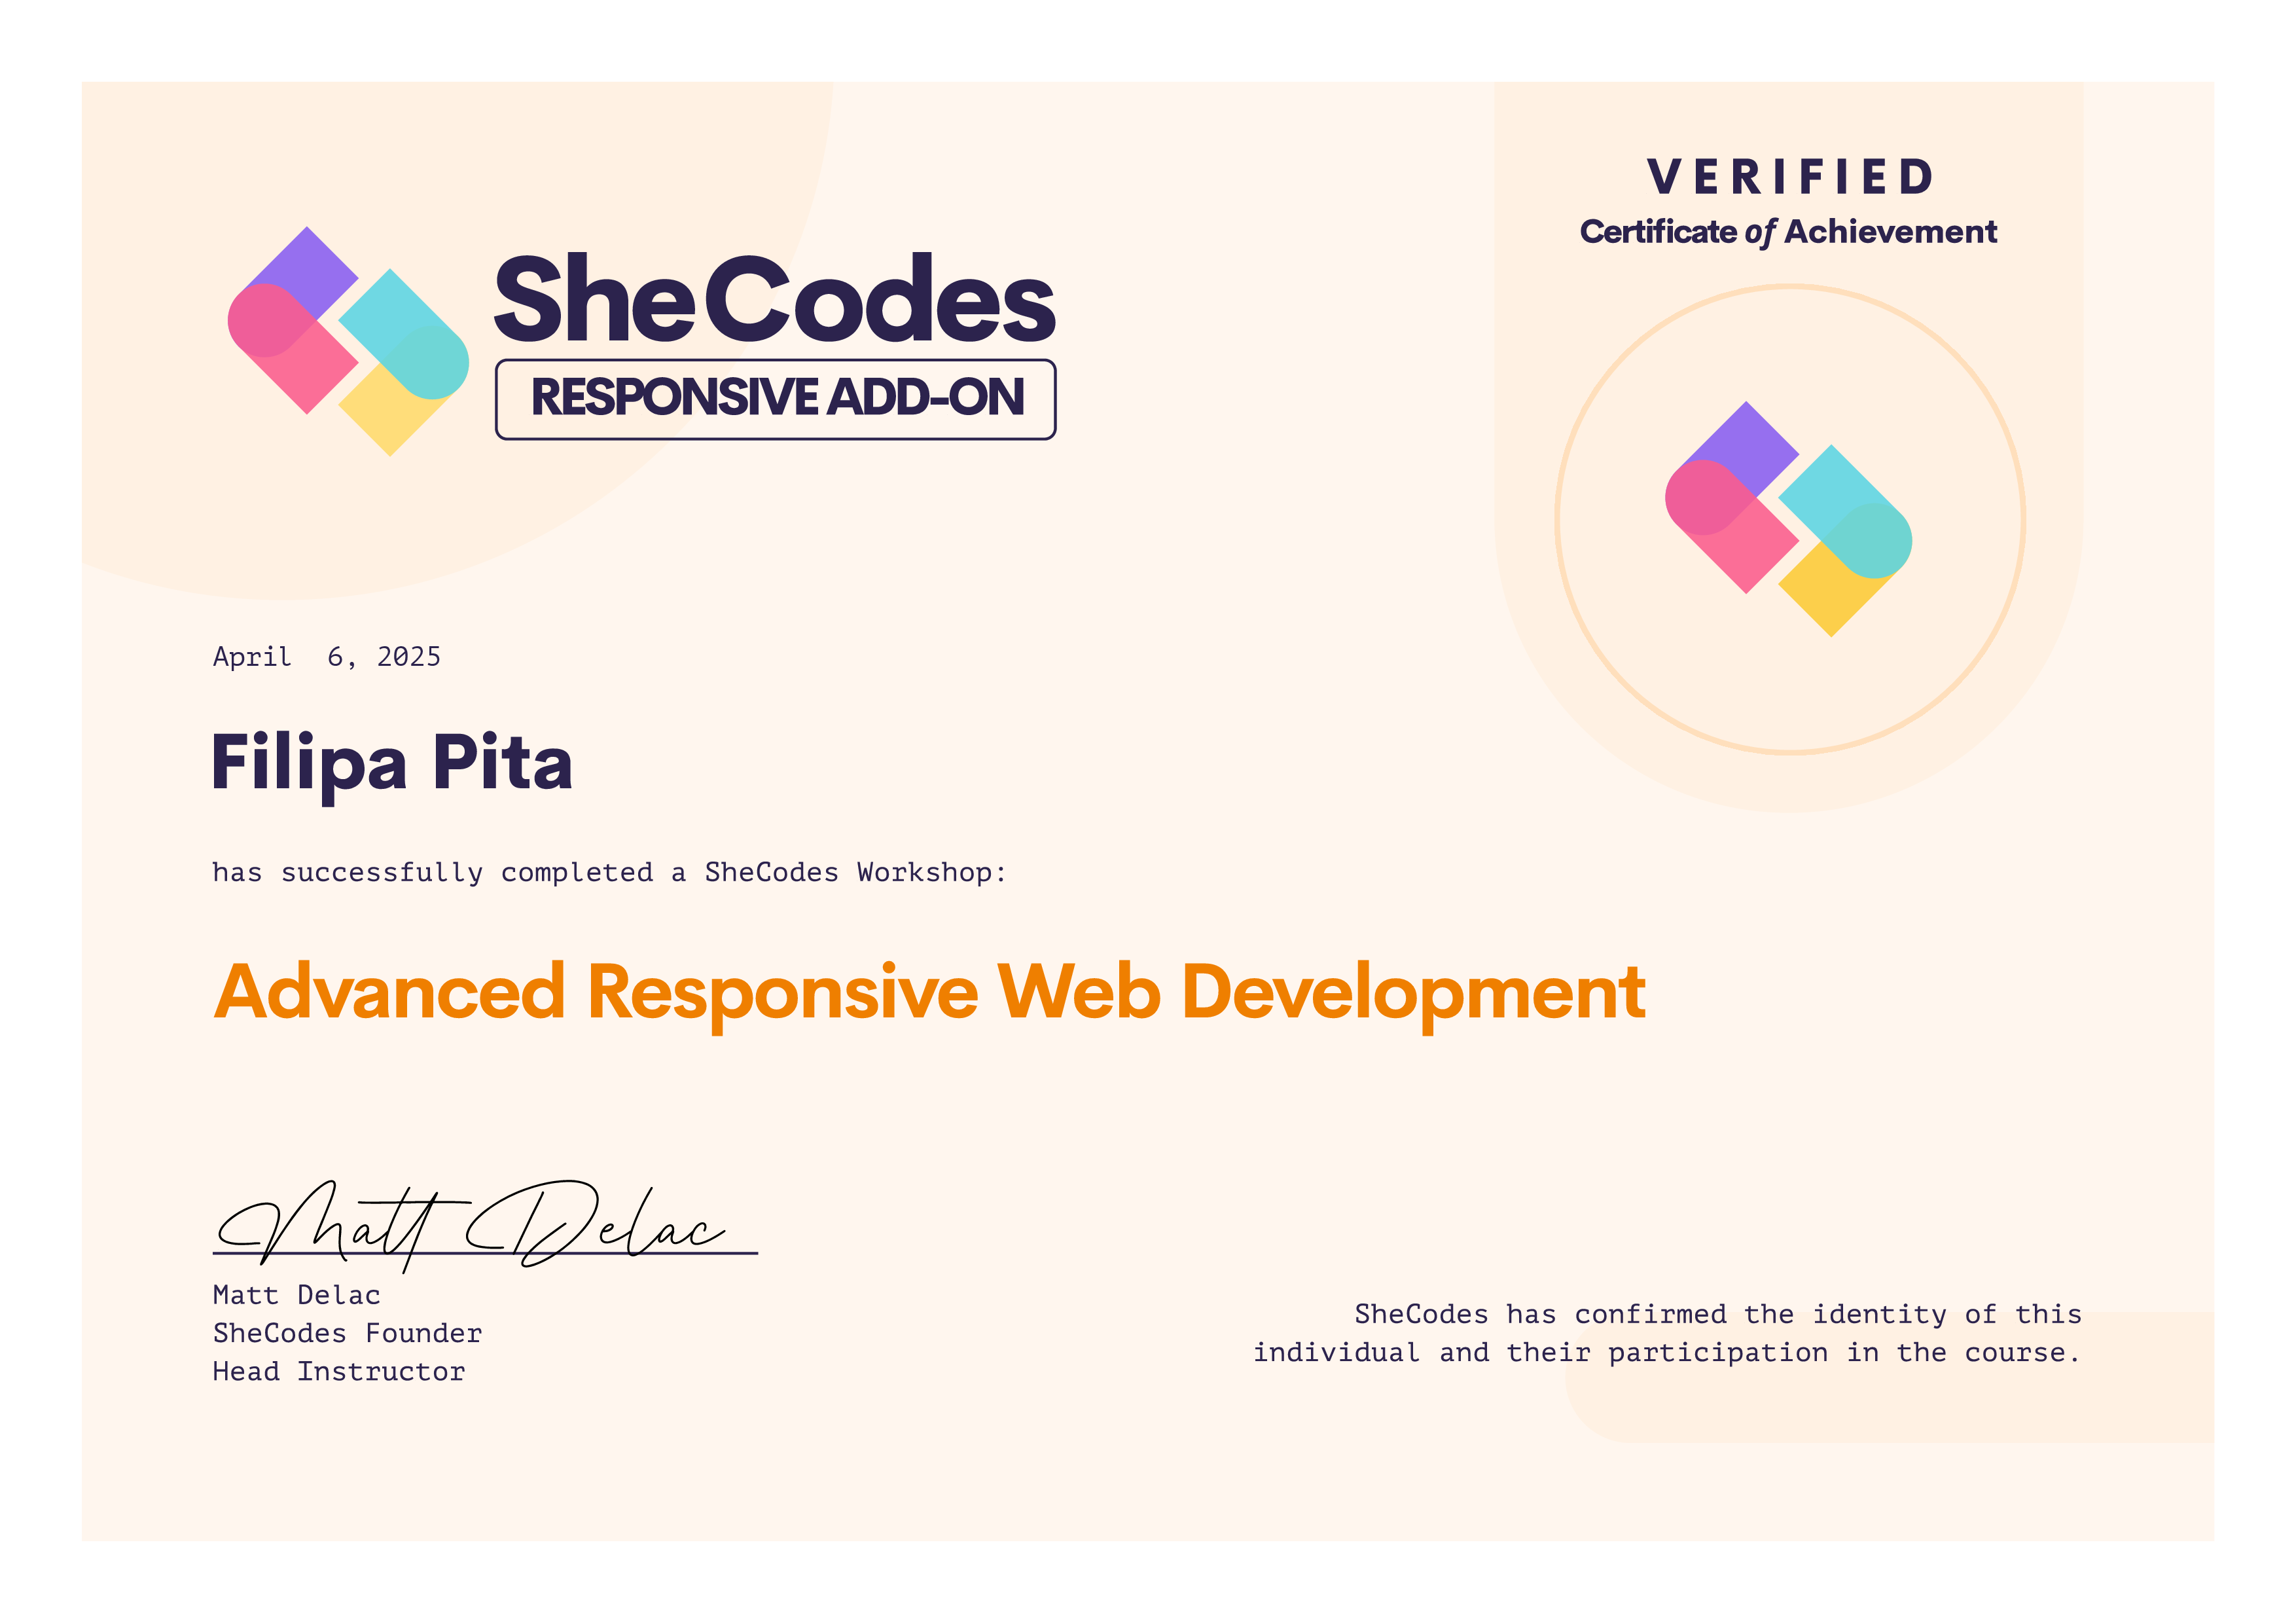 VERIFIED
Certificate of Achievement
SheCodes
RESPONSIVE ADD-ON
April  6, 2025
Filipa Pita
has successfully completed a SheCodes Workshop:
Advanced Responsive Web Development
Matt Delac
Matt Delac
SheCodes Founder
Head Instructor
SheCodes has confirmed the identity of this
individual and their participation in the course.